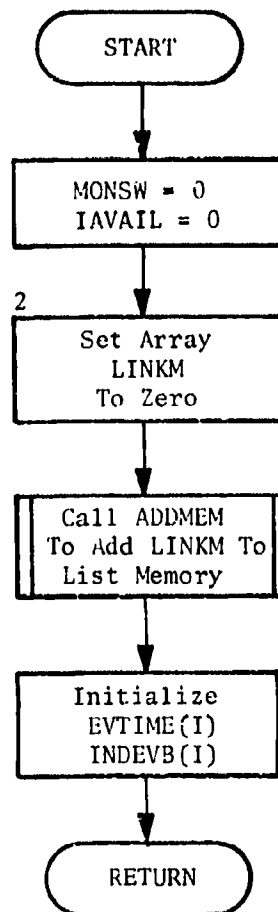 START
MONSW = 0
IAVAIL = 0
2
Set Array
LINKM
To Zero
Call ADDMEM
To Add LINKM To
List Memory
Initialize
EVTIME(I)
INDEVB(I)
RETURN